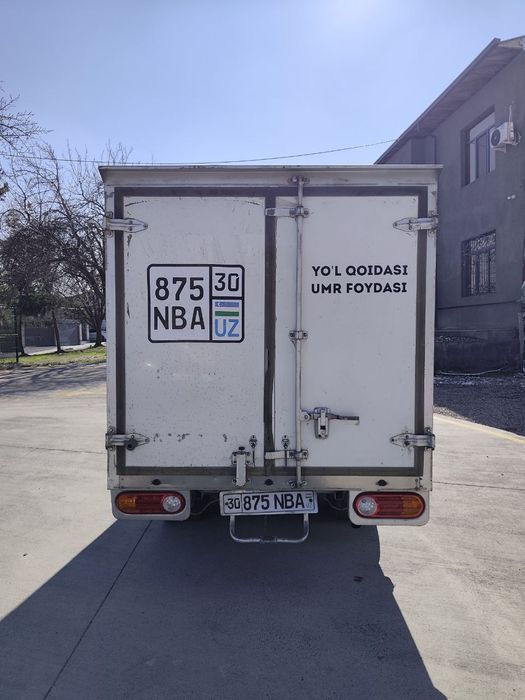 875 30
NBA UZ
YO'L QOIDASI
UMR FOYDASI
30 875 NBA